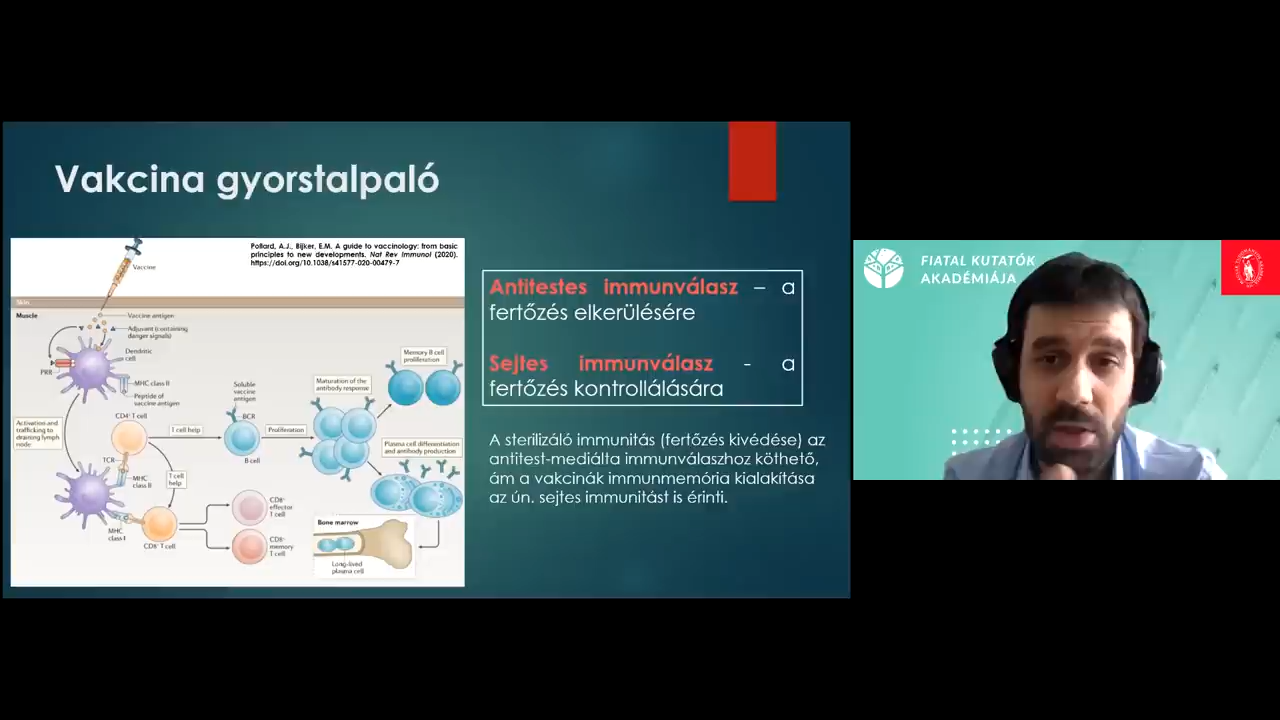 Vakcina gyorstalpaló
Pollard, A.J., Bijker, E.M. A guide to vaccinology: from basic
principles to new developments. Nat Rev Immunol (2020).
https://doi.org/10.1038/s41577-020-00479-7
Vaccine
Skin
Muscle
Vaccine antigen
Adjuvant (containing
danger signals)
Dendritic
cell
PRR
MHC class II
Peptide of
vaccine antigen
Activation and
trafficking to
draining lymph
node
CD4⁺ T cell
TCR
MHC
class II
T cell help
T cell
help
Soluble
vaccine
antigen
BCR
B cell
Proliferation
Maturation of the
antibody response
Memory B cell
proliferation
Plasma cell differentiation
and antibody production
MHC
class I
CD8⁺ T cell
CD8⁺
effector
T cell
CD8⁺
memory
T cell
Bone marrow
Long-lived
plasma cell
Antitestes immunválasz – a
fertőzés elkerülésére
Sejtes immunválasz - a
fertőzés kontrollálására
A sterilizáló immunitás (fertőzés kivédése) az
antitest-mediálta immunválaszhoz köthető,
ám a vakcinák immunmemória kialakítása
az ún. sejtes immunitást is érinti.
FIATAL KUTATÓK
AKADÉMIÁJA